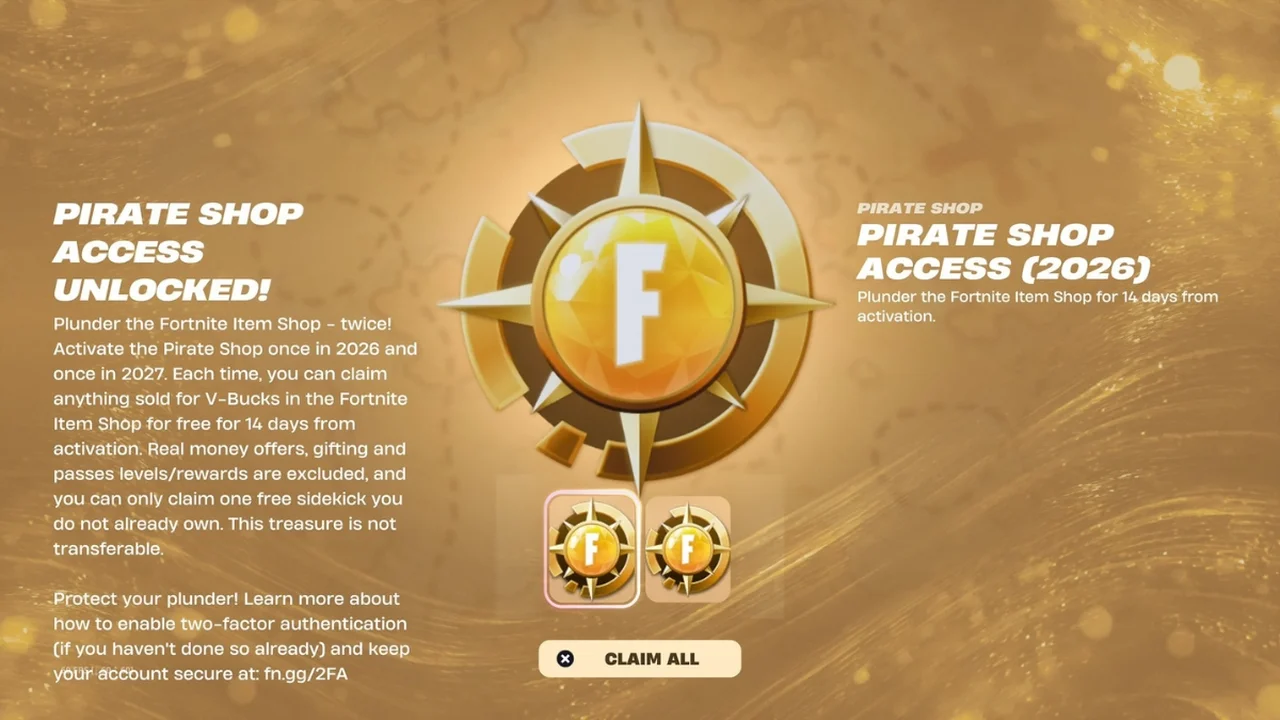 PIRATE SHOP
ACCESS
UNLOCKED!
Plunder the Fortnite Item Shop - twice!
Activate the Pirate Shop once in 2026 and
once in 2027. Each time, you can claim
anything sold for V-Bucks in the Fortnite
Item Shop for free for 14 days from
activation. Real money offers, gifting and
passes levels/rewards are excluded, and
you can only claim one free sidekick you
do not already own. This treasure is not
transferable.
Protect your plunder! Learn more about
how to enable two-factor authentication
(if you haven't done so already) and keep
your account secure at: fn.gg/2FA
F
F
F
CLAIM ALL
PIRATE SHOP
PIRATE SHOP
ACCESS (2026)
Plunder the Fortnite Item Shop for 14 days from
activation.